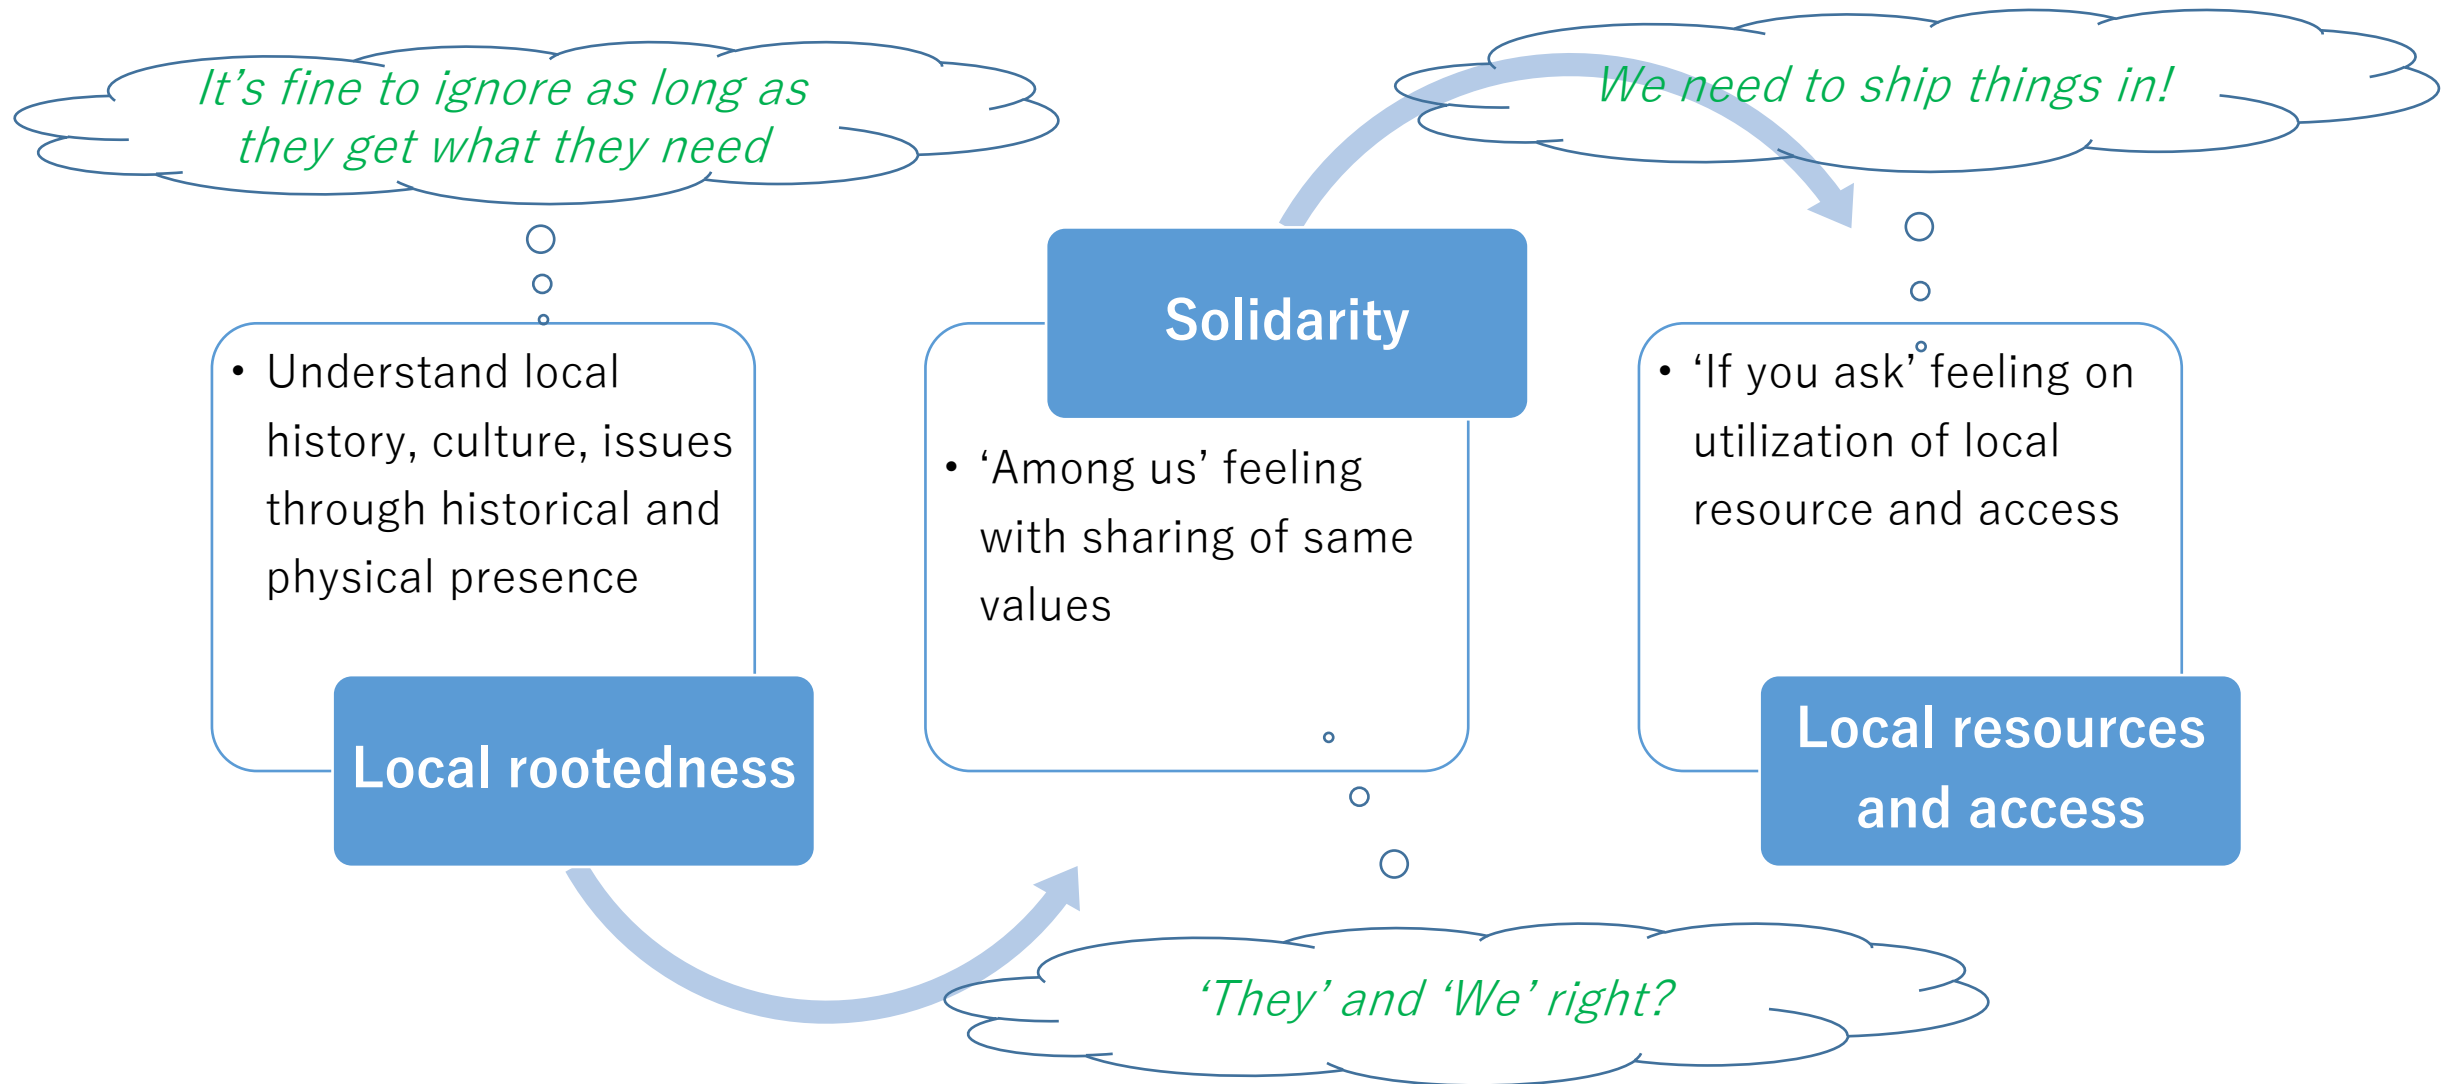 It’s fine to ignore as long as
they get what they need
We need to ship things in!
• Understand local
history, culture, issues
through historical and
physical presence
Local rootedness
Solidarity
• ‘Among us’ feeling
with sharing of same
values
‘They’ and ‘We’ right?
• ‘If you ask’ feeling on
utilization of local
resource and access
Local resources
and access